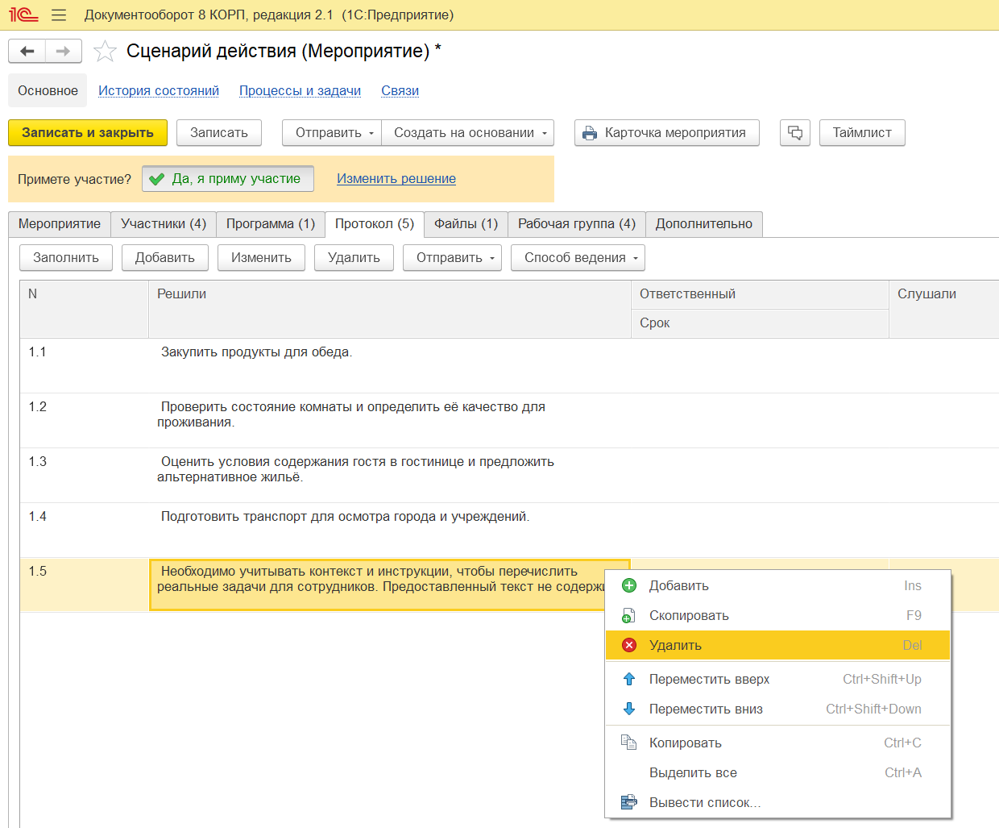 1С Документооборот 8 КОРП, редакция 2.1 (1С:Предприятие)
Сценарий действия (Мероприятие) *
Основное История состояний Процессы и задачи Связи
Записать и закрыть Записать Отправить Создать на основании Карточка мероприятия Таймлист
Примете участие? Да, я приму участие Изменить решение
Мероприятие Участники (4) Программа (1) Протокол (5) Файлы (1) Рабочая группа (4) Дополнительно
Заполнить Добавить Изменить Удалить Отправить Способ ведения
N Решили Ответственный Слушали
Срок
1.1 Закупить продукты для обеда.
1.2 Проверить состояние комнаты и определить её качество для
проживания.
1.3 Оценить условия содержания гостя в гостинице и предложить
альтернативное жильё.
1.4 Подготовить транспорт для осмотра города и учреждений.
1.5 Необходимо учитывать контекст и инструкции, чтобы перечислить
реальные задачи для сотрудников. Предоставленный текст не содержи
Добавить Ins
Скопировать F9
Удалить Del
Переместить вверх Ctrl+Shift+Up
Переместить вниз Ctrl+Shift+Down
Копировать Ctrl+C
Выделить все Ctrl+A
Вывести список...